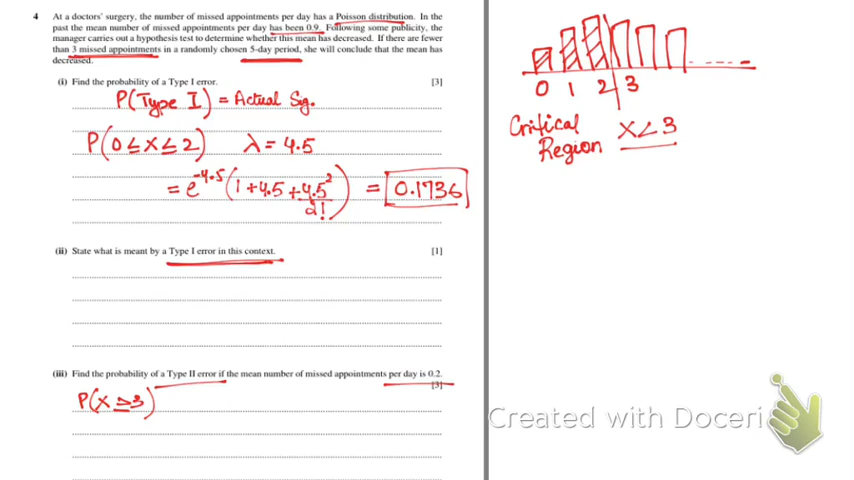 4 At a doctors' surgery, the number of missed appointments per day has a Poisson distribution. In the
past the mean number of missed appointments per day has been 0.9. Following some publicity, the
manager carries out a hypothesis test to determine whether this mean has decreased. If there are fewer
than 3 missed appointments in a randomly chosen 5-day period, she will conclude that the mean has
decreased.
(i) Find the probability of a Type I error. [3]
P(Type I) = Actual Sig.
P(0 ≤ X ≤ 2) λ = 4.5
= e^-4.5 (1 + 4.5 + 4.5^2/2!) = 0.1736
(ii) State what is meant by a Type I error in this context. [1]
(iii) Find the probability of a Type II error if the mean number of missed appointments per day is 0.2.
[3]
P(X ≥ 3)
0 1 2 3
Critical X < 3
Region
Created with Doceri